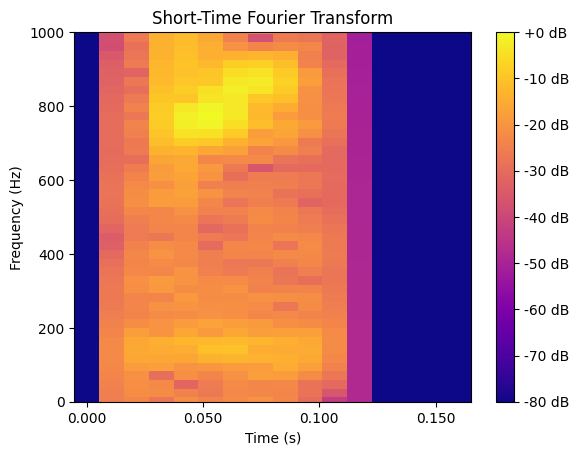 Short-Time Fourier Transform
1000
800
600
400
200
0
Frequency (Hz)
0.000
0.050
0.100
0.150
Time (s)
+0 dB
-10 dB
-20 dB
-30 dB
-40 dB
-50 dB
-60 dB
-70 dB
-80 dB